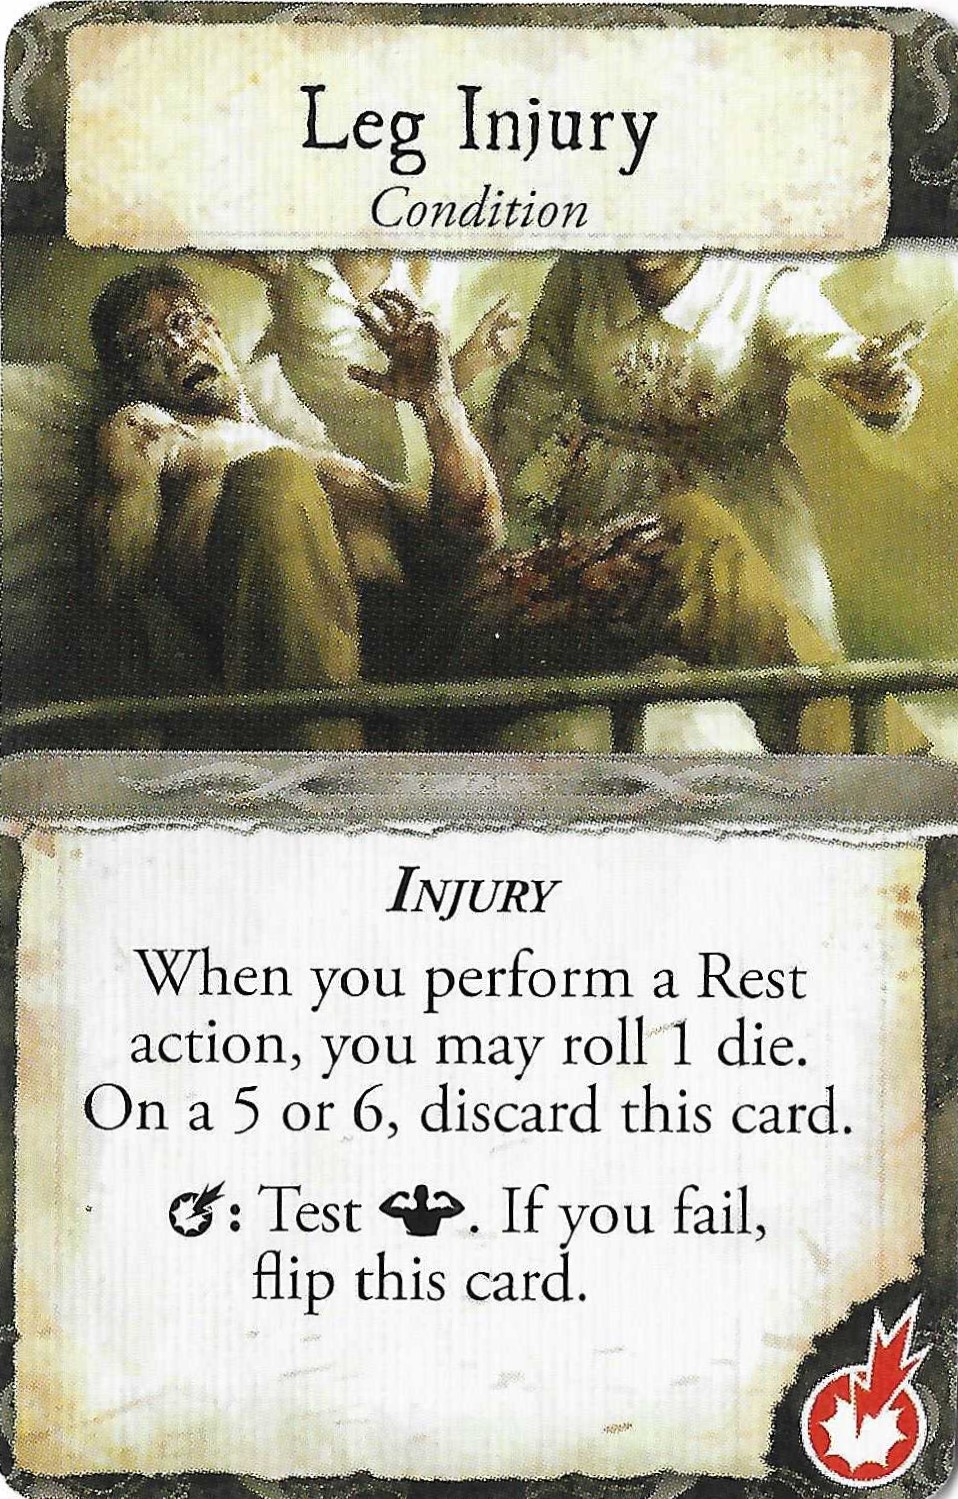 Leg Injury
Condition
INJURY
When you perform a Rest
action, you may roll 1 die.
On a 5 or 6, discard this card.
: Test . If you fail,
flip this card.